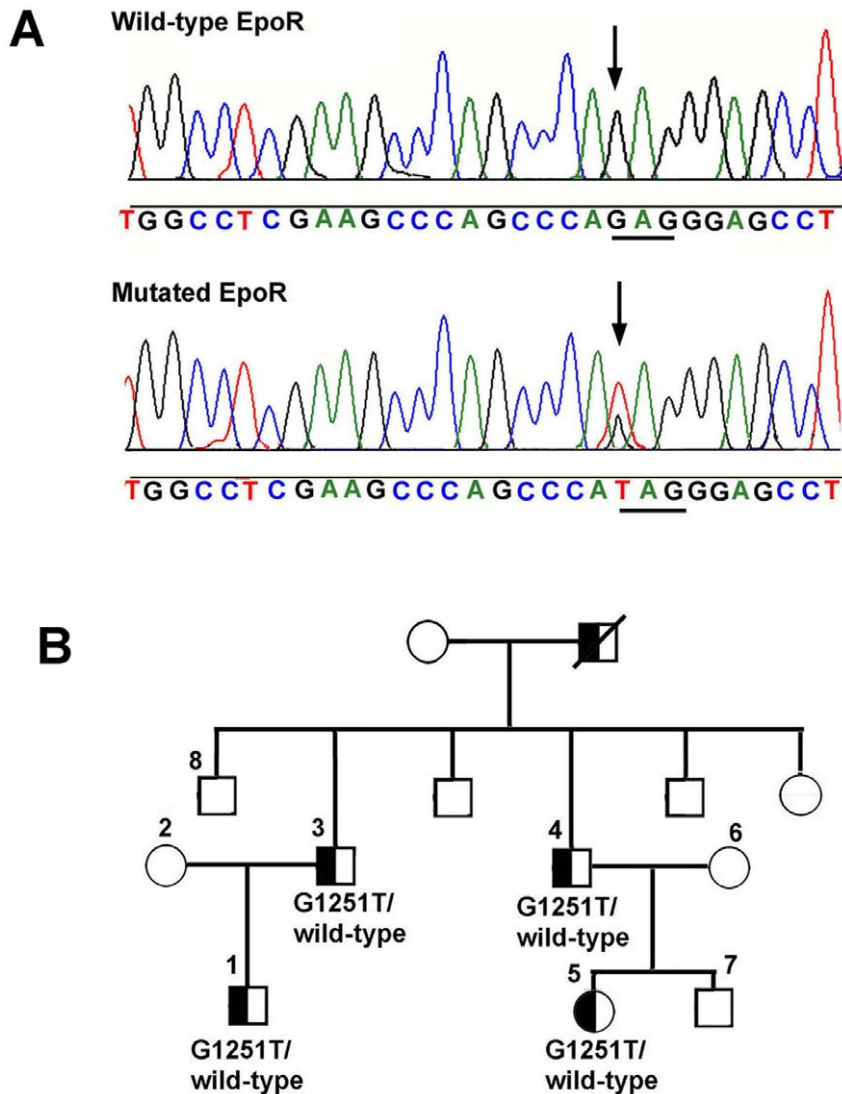 A
Wild-type EpoR
TGGCCTCGAAGCCCAGCCCAGAGGGAGCCT
Mutated EpoR
TGGCCTCGAAGCCCAGCCCATAGGGAGCCT
B
8
2
3
4
6
G1251T/
wild-type
G1251T/
wild-type
1
5
7
G1251T/
wild-type
G1251T/
wild-type